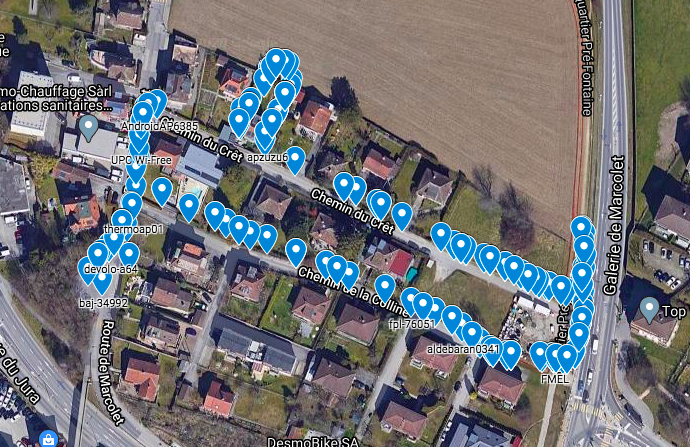 Quartier Pré-Fontaine
mo-Chauffage Sàrl
ations sanitaires...
AndroidAP6385
Chemin du Crêt
apzuzu6
UPC Wi-Free
Galerie de Marcolet
Chemin du Crêt
thermoap01
devolo-a64
baj-34992
Chemin de la Colline
Top
fpl-76051
aldebaran0341
FMEL
Route de Marcolet
du Jura
DesmoBike SA